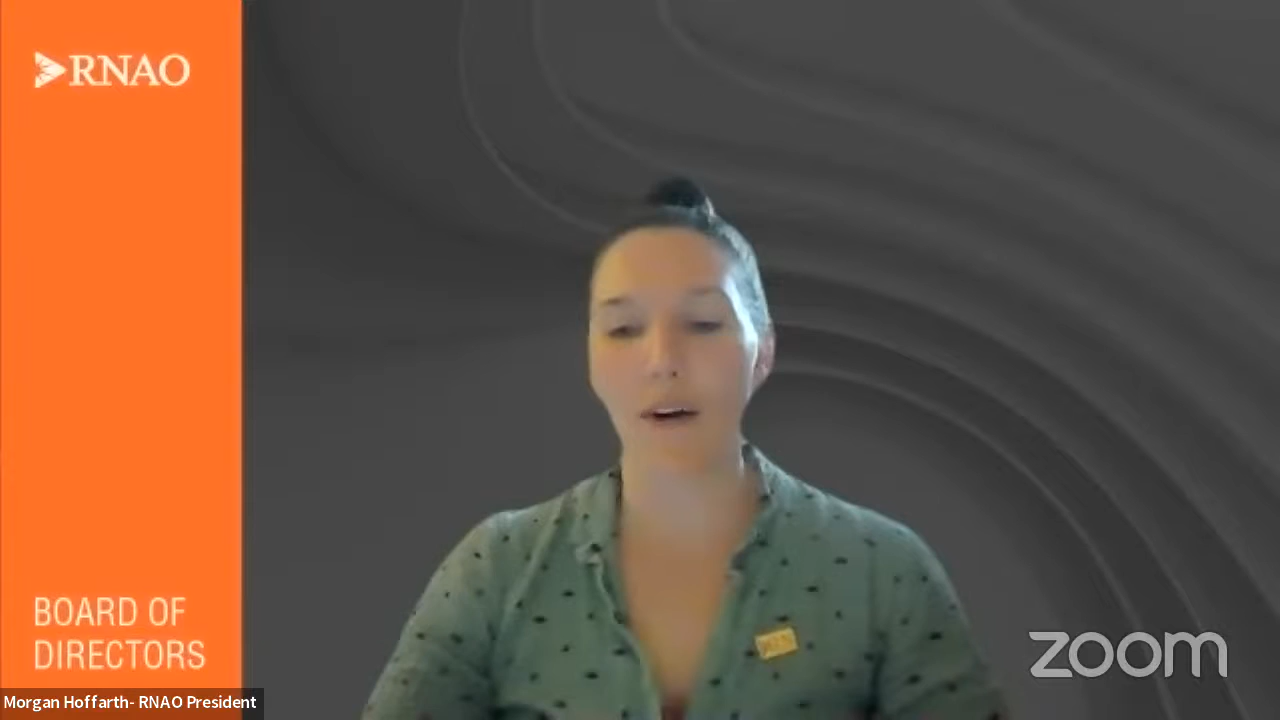 RNAO
BOARD OF
DIRECTORS
Morgan Hoffarth- RNAO President
zoom